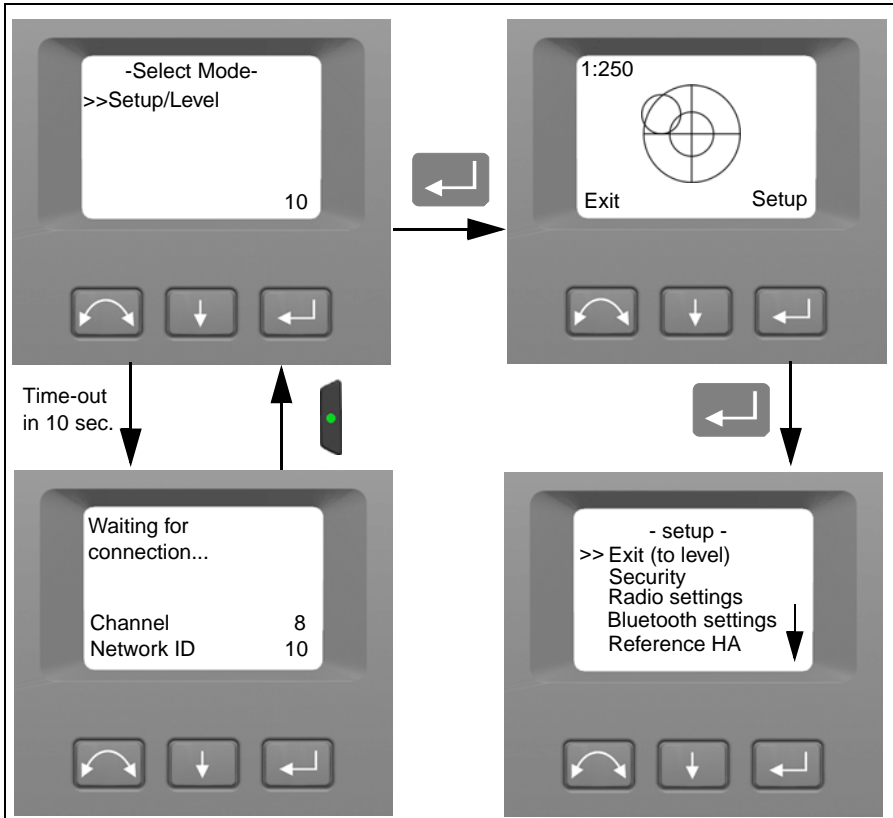 -Select Mode-
>>Setup/Level
10
1:250
Exit Setup
Time-out
in 10 sec.
Waiting for
connection...
Channel 8
Network ID 10
- setup -
>> Exit (to level)
Security
Radio settings
Bluetooth settings
Reference HA